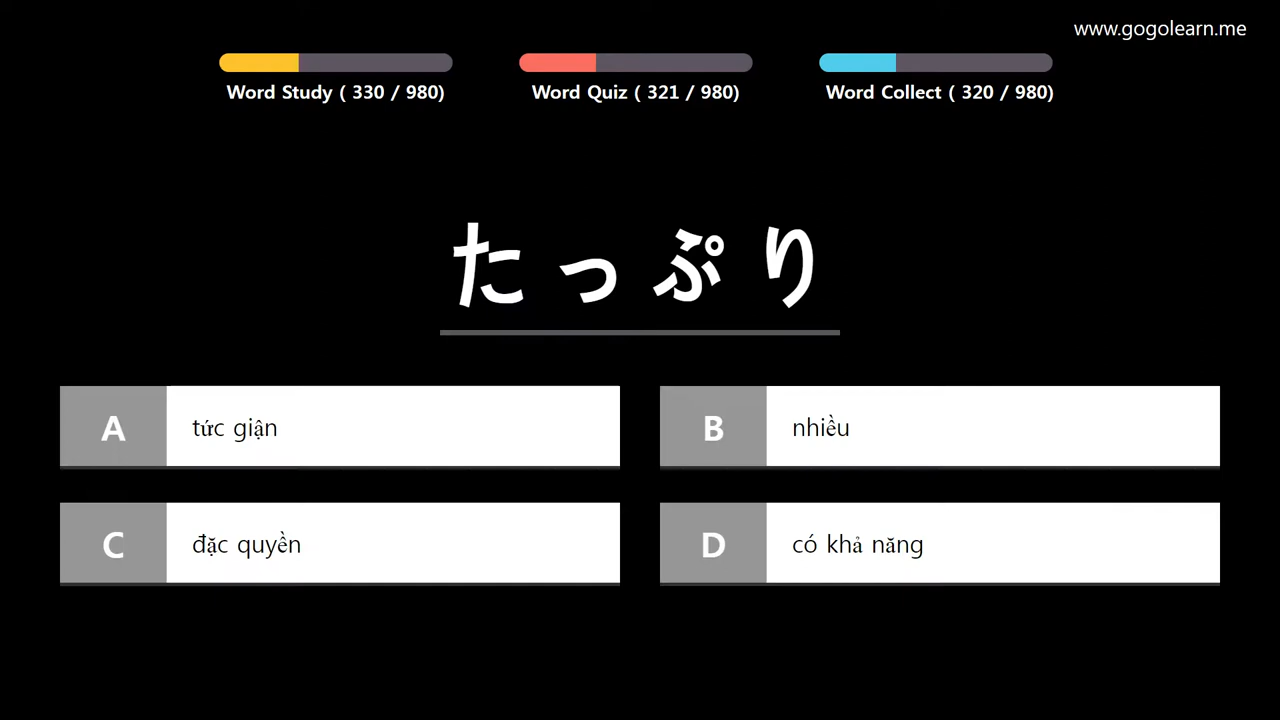 www.gogolearn.me
Word Study ( 330 / 980)
Word Quiz ( 321 / 980)
Word Collect ( 320 / 980)
たっぷり
A
tức giận
B
nhiều
C
đặc quyền
D
có khả năng